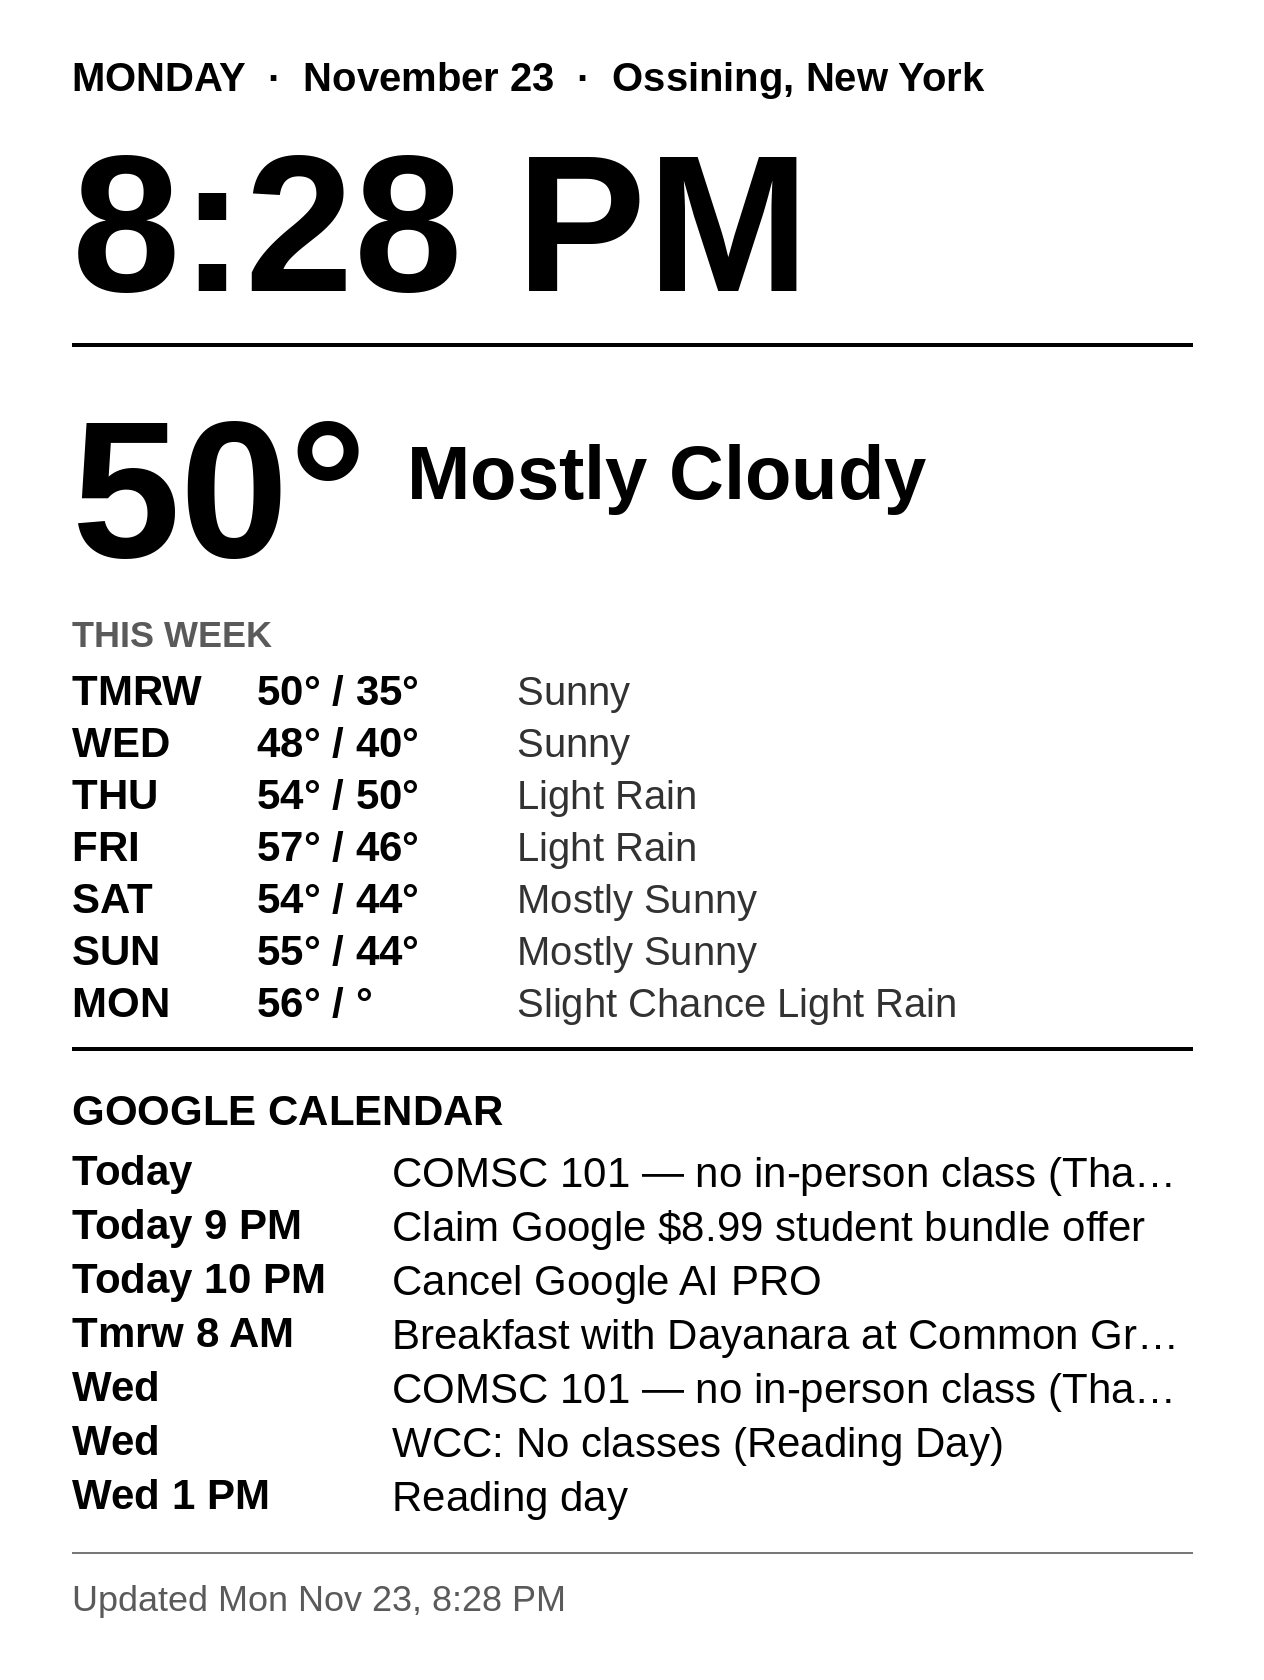 MONDAY · November 23 · Ossining, New York
8:28 PM
50° Mostly Cloudy
THIS WEEK
TMRW 50° / 35° Sunny
WED 48° / 40° Sunny
THU 54° / 50° Light Rain
FRI 57° / 46° Light Rain
SAT 54° / 44° Mostly Sunny
SUN 55° / 44° Mostly Sunny
MON 56° / ° Slight Chance Light Rain
GOOGLE CALENDAR
Today COMSC 101 — no in-person class (Tha…
Today 9 PM Claim Google $8.99 student bundle offer
Today 10 PM Cancel Google AI PRO
Tmrw 8 AM Breakfast with Dayanara at Common Gr…
Wed COMSC 101 — no in-person class (Tha…
Wed WCC: No classes (Reading Day)
Wed 1 PM Reading day
Updated Mon Nov 23, 8:28 PM